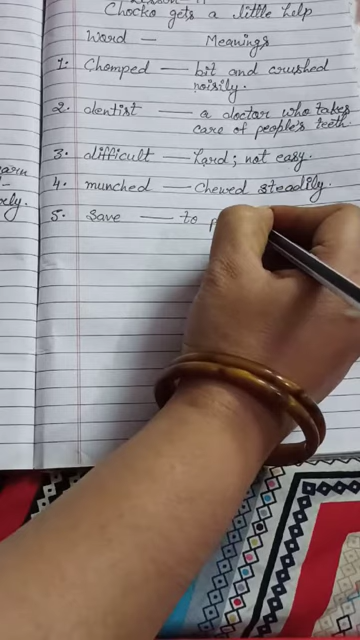 Chocko gets a little help
Word — Meanings
1. Chomped — bit and crushed
noisily.
2. dentist — a doctor who takes
care of people's teeth.
3. difficult — hard; not easy.
4. munched — Chewed steadily.
5. Save — to p